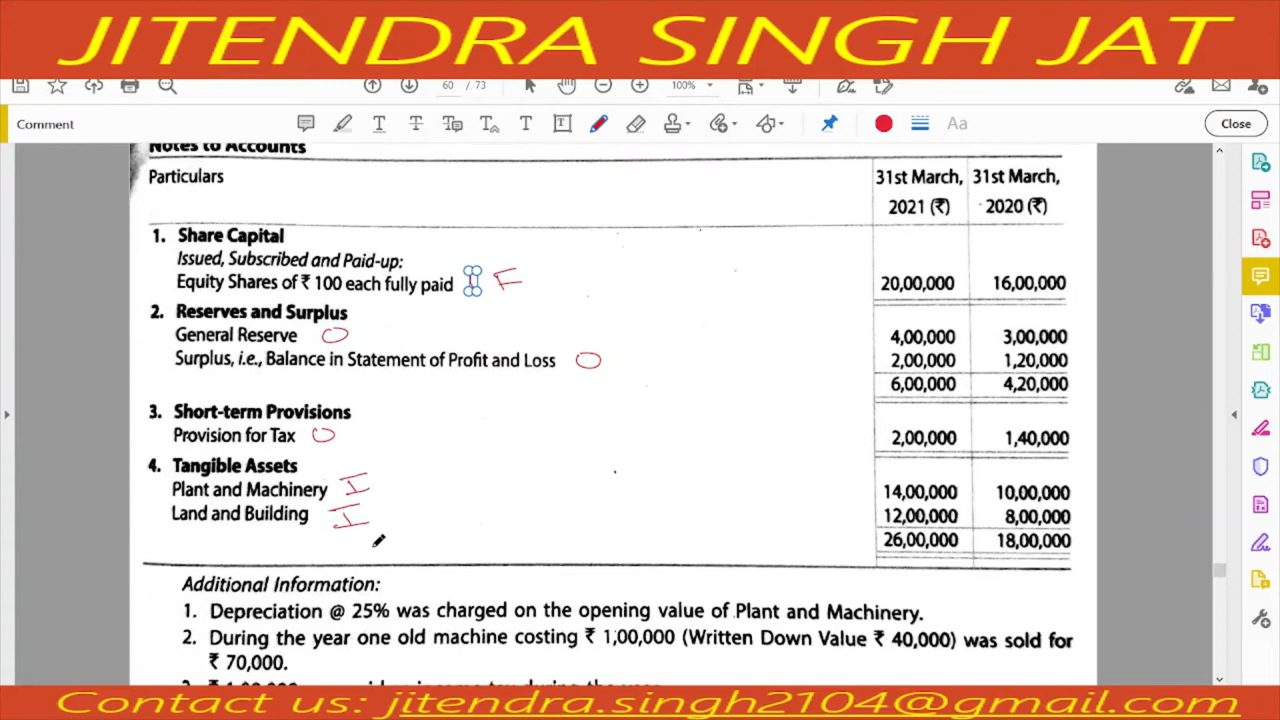 JITENDRA SINGH JAT
60 / 73
100%
Comment
Aa
Close
Notes to Accounts
Particulars 31st March, 2021 (₹) 31st March, 2020 (₹)
1. Share Capital
Issued, Subscribed and Paid-up:
Equity Shares of ₹ 100 each fully paid F 20,00,000 16,00,000
2. Reserves and Surplus
General Reserve O 4,00,000 3,00,000
Surplus, i.e., Balance in Statement of Profit and Loss O 2,00,000 1,20,000
6,00,000 4,20,000
3. Short-term Provisions
Provision for Tax O 2,00,000 1,40,000
4. Tangible Assets
Plant and Machinery I 14,00,000 10,00,000
Land and Building I 12,00,000 8,00,000
26,00,000 18,00,000
Additional Information:
1. Depreciation @ 25% was charged on the opening value of Plant and Machinery.
2. During the year one old machine costing ₹ 1,00,000 (Written Down Value ₹ 40,000) was sold for
₹ 70,000.
Contact us: jitendra.singh2104@gmail.com